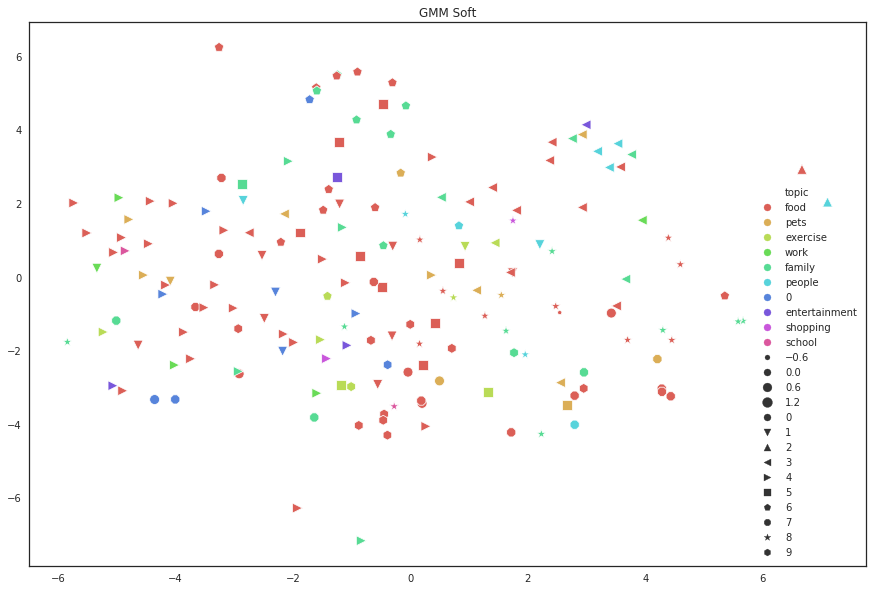 GMM Soft
6
4
2
0
−2
−4
−6
−6
−4
−2
0
2
4
6
topic
food
pets
exercise
work
family
people
0
entertainment
shopping
school
−0.6
0.0
0.6
1.2
0
1
2
3
4
5
6
7
8
9